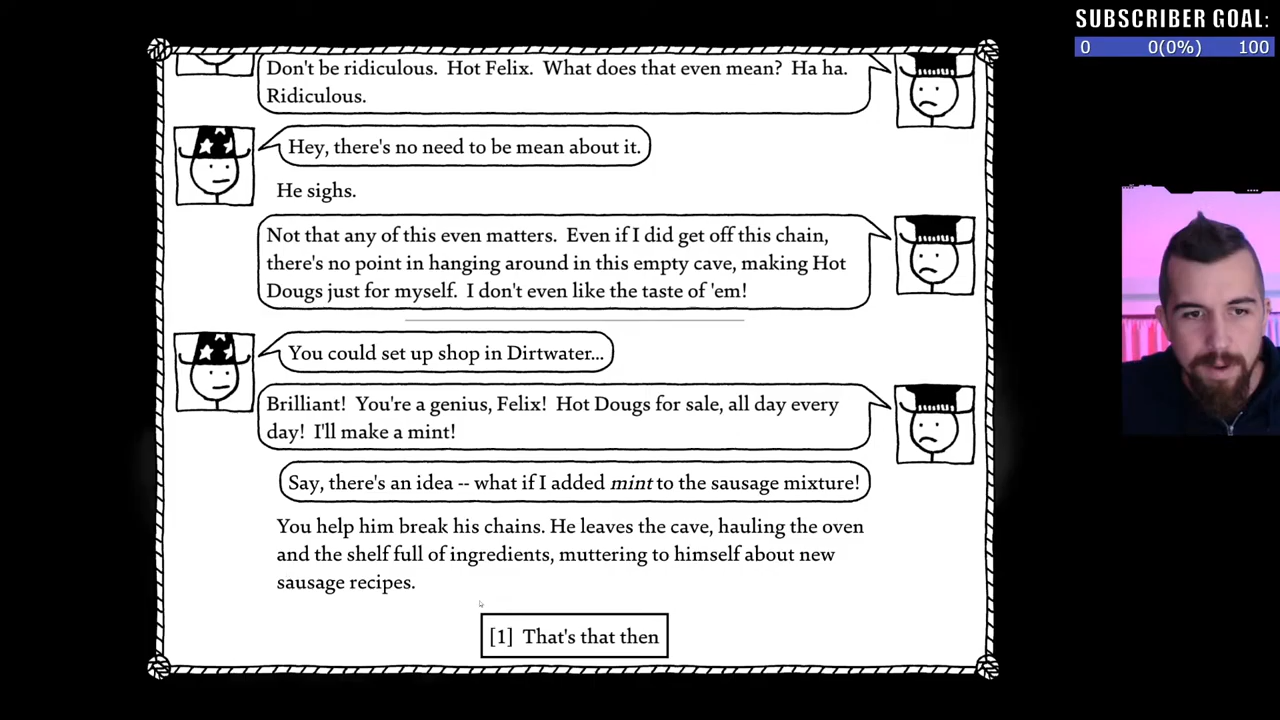 SUBSCRIBER GOAL:
0 0(0%) 100
Don't be ridiculous. Hot Felix. What does that even mean? Ha ha.
Ridiculous.
Hey, there's no need to be mean about it.
He sighs.
Not that any of this even matters. Even if I did get off this chain,
there's no point in hanging around in this empty cave, making Hot
Dougs just for myself. I don't even like the taste of 'em!
You could set up shop in Dirtwater...
Brilliant! You're a genius, Felix! Hot Dougs for sale, all day every
day! I'll make a mint!
Say, there's an idea -- what if I added mint to the sausage mixture!
You help him break his chains. He leaves the cave, hauling the oven
and the shelf full of ingredients, muttering to himself about new
sausage recipes.
[1] That's that then